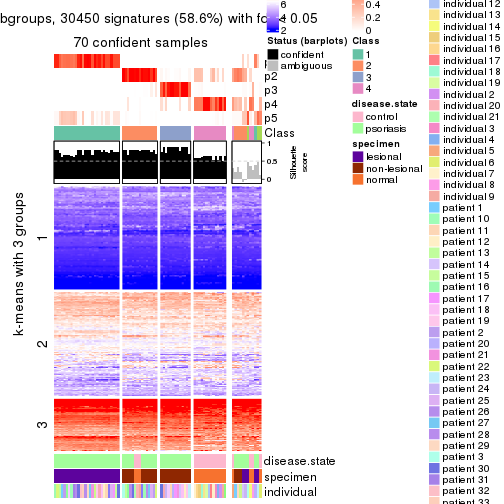 bgroups, 30450 signatures (58.6%) with fd < 0.05
70 confident samples
p2
p3
p4
p5
Class
1
0.5
0
Silhouette
score
k-means with 3 groups
1
2
3
disease.state
specimen
individual
6
4
2
Status (barplots)
confident
ambiguous
0.4
0.2
0
Class
1
2
3
4
disease.state
control
psoriasis
specimen
lesional
non-lesional
normal
individual 12
individual 13
individual 14
individual 15
individual 16
individual 17
individual 18
individual 19
individual 2
individual 20
individual 21
individual 3
individual 4
individual 5
individual 6
individual 7
individual 8
individual 9
patient 1
patient 10
patient 11
patient 12
patient 13
patient 14
patient 15
patient 16
patient 17
patient 18
patient 19
patient 2
patient 20
patient 21
patient 22
patient 23
patient 24
patient 25
patient 26
patient 27
patient 28
patient 29
patient 3
patient 30
patient 31
patient 32
patient 33